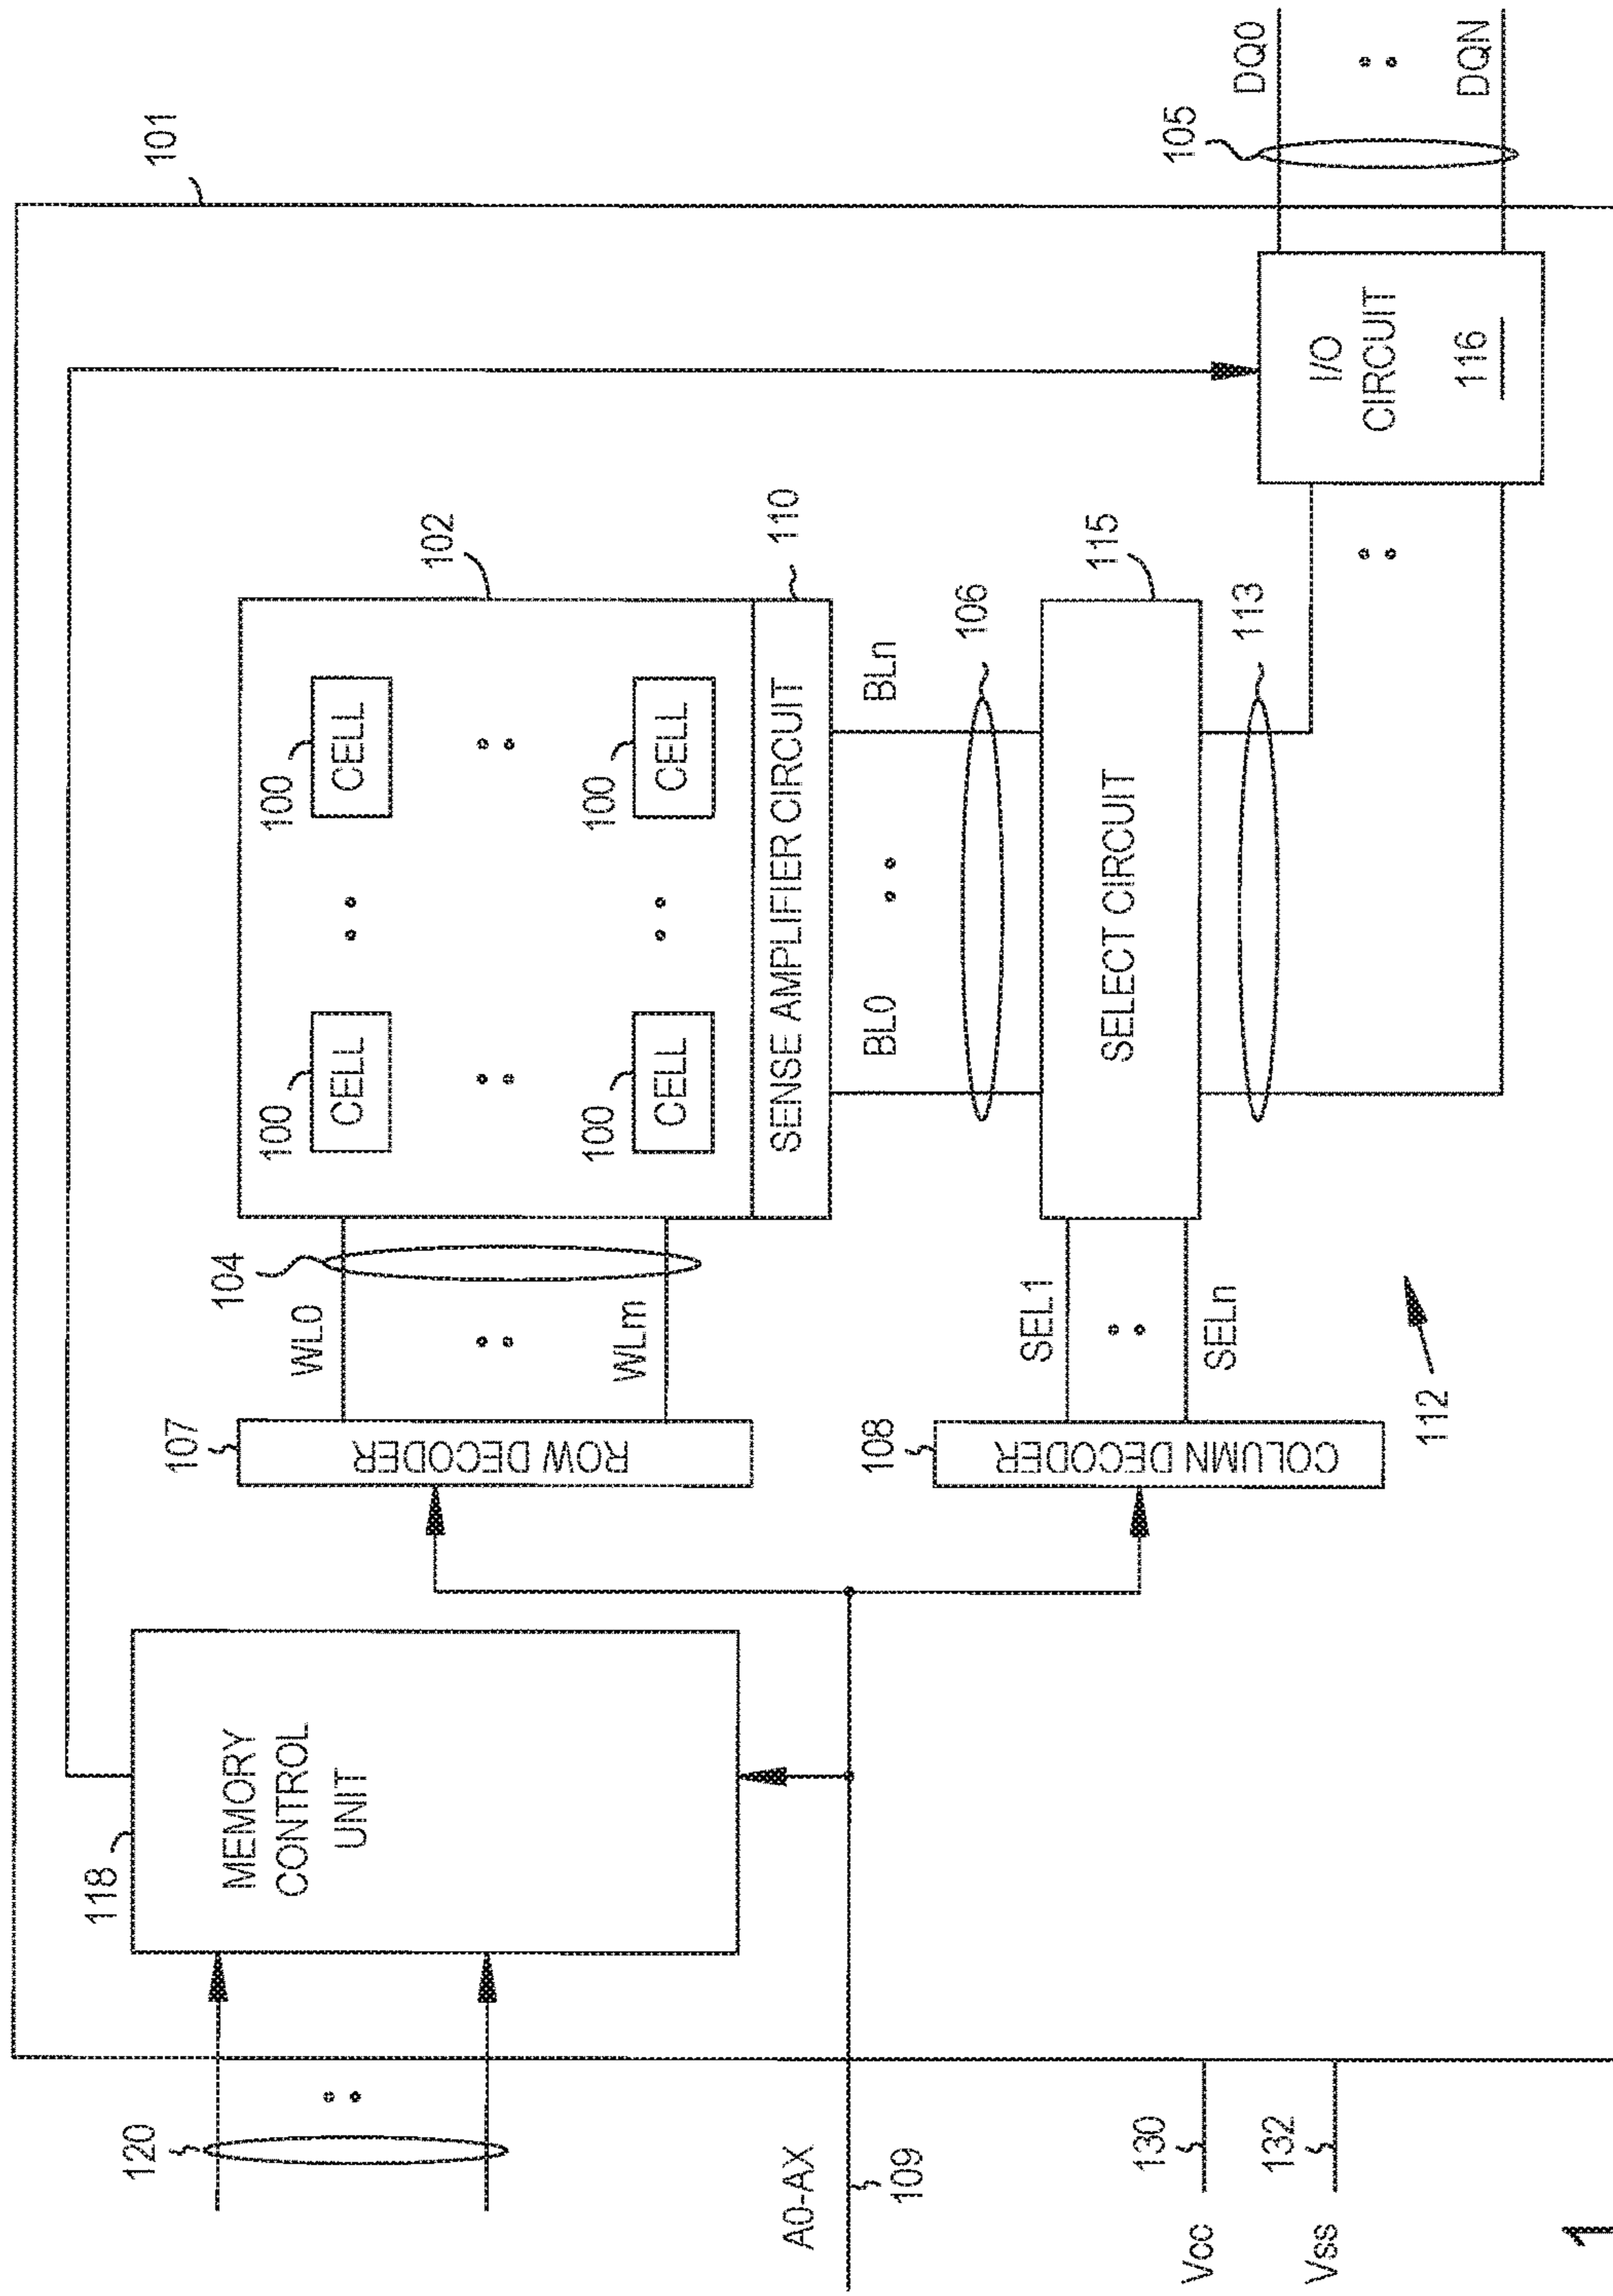 101
118
MEMORY
CONTROL
UNIT
120
107
ROW DECODER
WL0
WLm
104
102
100
CELL
100
CELL
100
CELL
100
CELL
SENSE AMPLIFIER CIRCUIT
110
BL0
BLn
106
A0-AX
109
108
COLUMN DECODER
SEL1
SELn
SELECT CIRCUIT
115
113
112
I/O
CIRCUIT
116
105
DQ0
DQN
Vcc
130
Vss
132
1